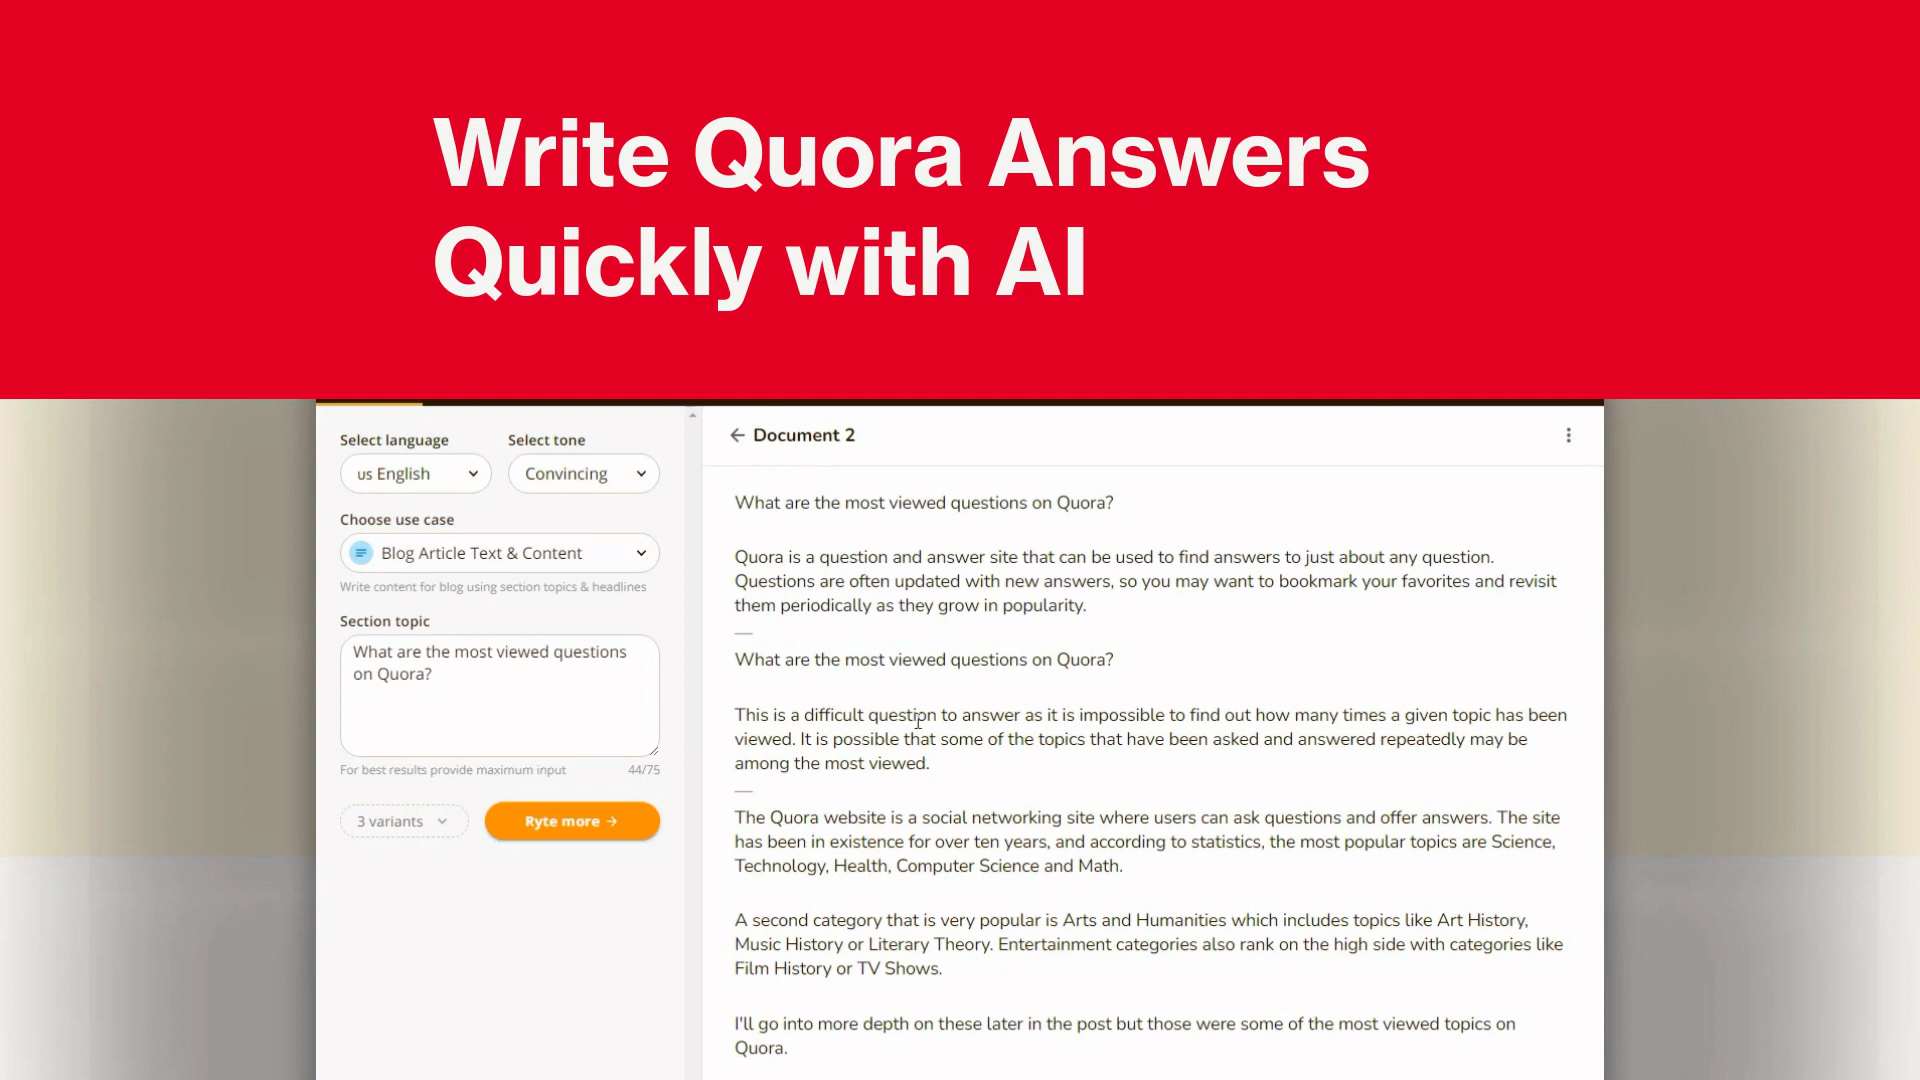 Write Quora Answers
Quickly with AI
Select language
Select tone
us English
Convincing
Choose use case
Blog Article Text & Content
Write content for blog using section topics & headlines
Section topic
What are the most viewed questions
on Quora?
For best results provide maximum input
44/75
3 variants
Ryte more →
← Document 2
What are the most viewed questions on Quora?
Quora is a question and answer site that can be used to find answers to just about any question.
Questions are often updated with new answers, so you may want to bookmark your favorites and revisit
them periodically as they grow in popularity.
—
What are the most viewed questions on Quora?
This is a difficult question to answer as it is impossible to find out how many times a given topic has been
viewed. It is possible that some of the topics that have been asked and answered repeatedly may be
among the most viewed.
—
The Quora website is a social networking site where users can ask questions and offer answers. The site
has been in existence for over ten years, and according to statistics, the most popular topics are Science,
Technology, Health, Computer Science and Math.
A second category that is very popular is Arts and Humanities which includes topics like Art History,
Music History or Literary Theory. Entertainment categories also rank on the high side with categories like
Film History or TV Shows.
I'll go into more depth on these later in the post but those were some of the most viewed topics on
Quora.